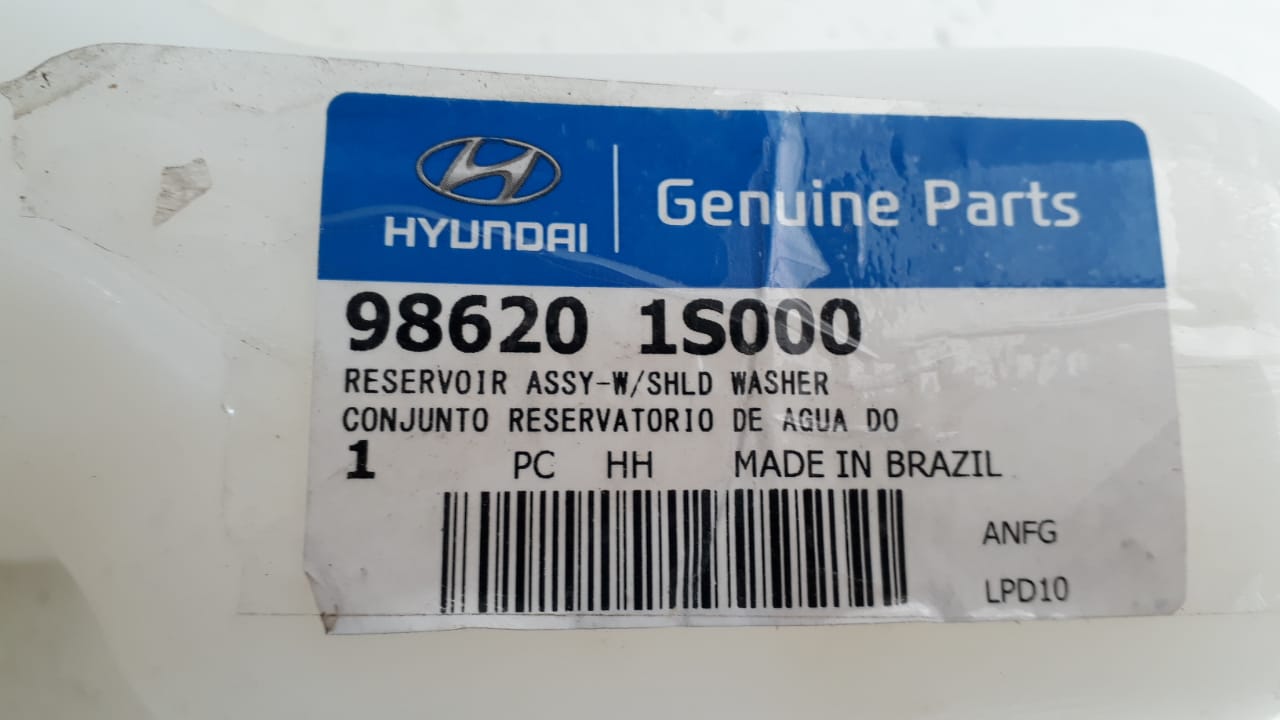 HYUNDAI
Genuine Parts
98620 1S000
RESERVOIR ASSY-W/SHLD WASHER
CONJUNTO RESERVATORIO DE AGUA DO
1 PC HH MADE IN BRAZIL
ANFG
LPD10